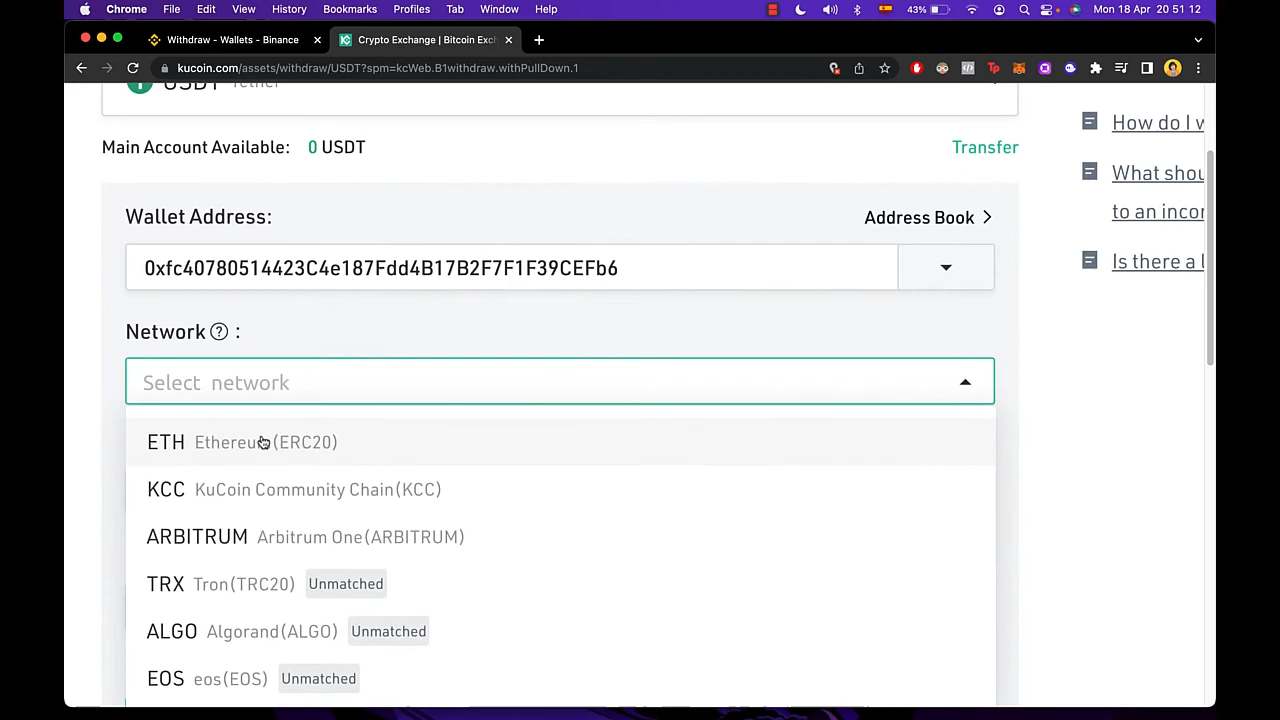 Chrome File Edit View History Bookmarks Profiles Tab Window Help 43% Mon 18 Apr 20 51 12
Withdraw - Wallets - Binance
Crypto Exchange | Bitcoin Exc
kucoin.com/assets/withdraw/USDT?spm=kcWeb.B1withdraw.withPullDown.1
USDT Tether
Main Account Available: 0 USDT
Transfer
Wallet Address:
Address Book
0xfc40780514423C4e187Fdd4B17B2F7F1F39CEFb6
Network ? :
Select network
ETH Ethereu (ERC20)
KCC KuCoin Community Chain(KCC)
ARBITRUM Arbitrum One(ARBITRUM)
TRX Tron(TRC20) Unmatched
ALGO Algorand(ALGO) Unmatched
EOS eos(EOS) Unmatched
How do I w
What shou
to an incor
Is there a l